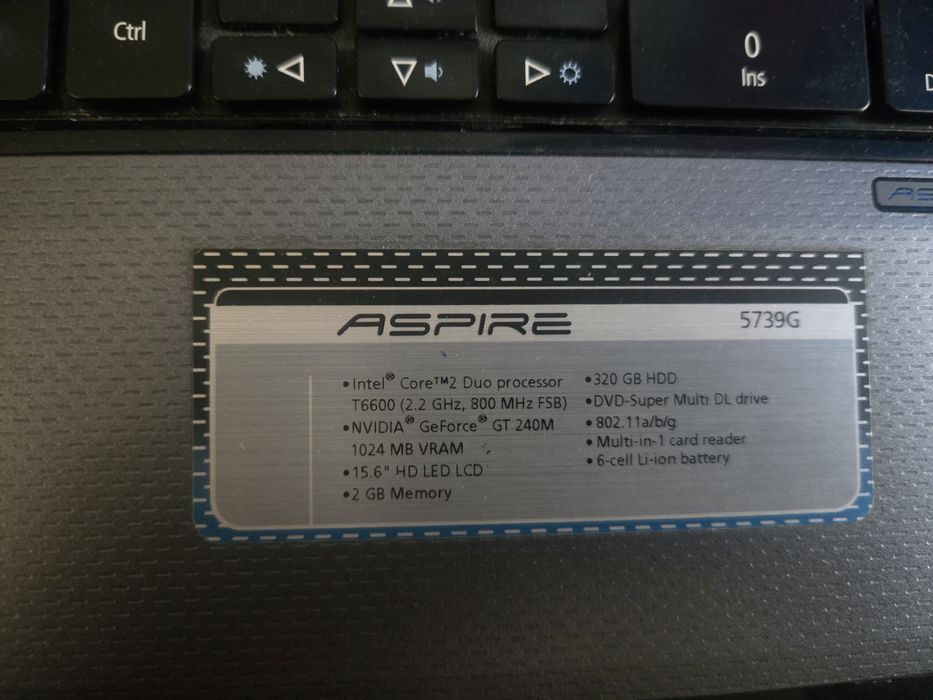 Ctrl
0
Ins
D
AS
ASPIRE
5739G
•Intel® Core™2 Duo processor
T6600 (2.2 GHz, 800 MHz FSB)
•NVIDIA® GeForce® GT 240M
1024 MB VRAM
•15.6" HD LED LCD
•2 GB Memory
•320 GB HDD
•DVD-Super Multi DL drive
•802.11a/b/g
•Multi-in-1 card reader
•6-cell Li-ion battery